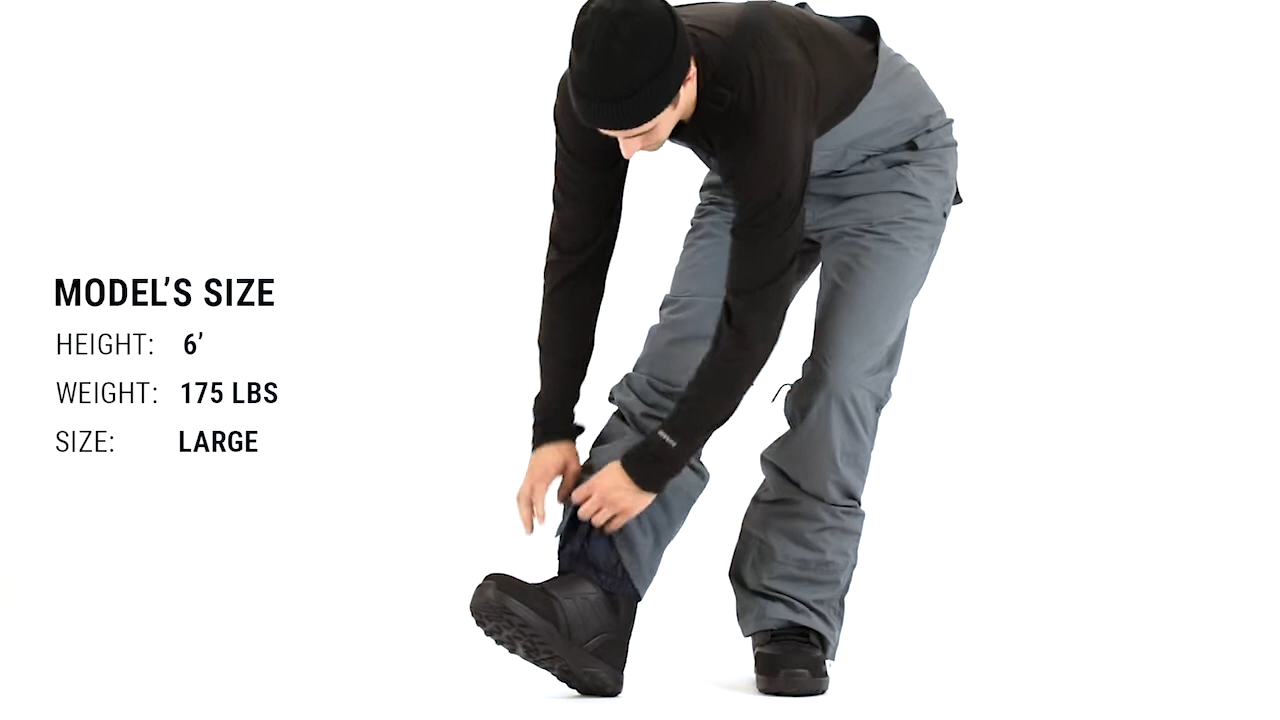 MODEL’S SIZE
HEIGHT: 6’
WEIGHT: 175 LBS
SIZE: LARGE